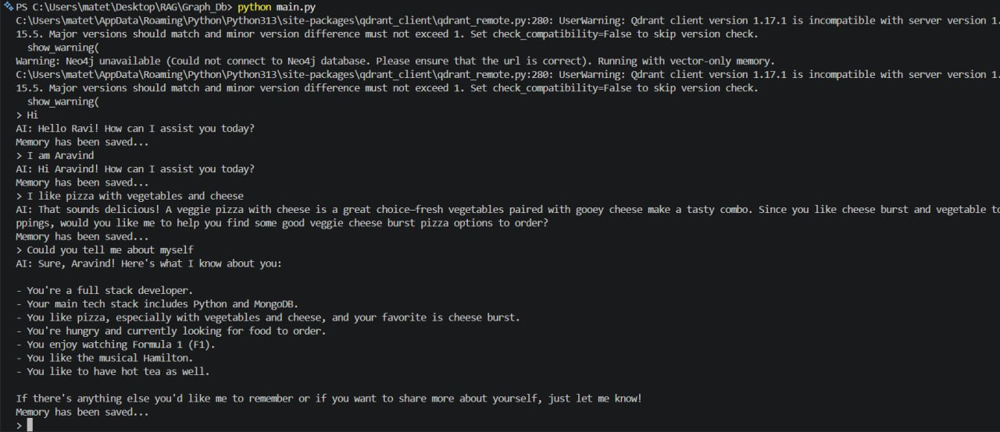 PS C:\Users\matet\Desktop\RAG\Graph_Db> python main.py
C:\Users\matet\AppData\Roaming\Python\Python313\site-packages\qdrant_client\qdrant_remote.py:280: UserWarning: Qdrant client version 1.17.1 is incompatible with server version 1.
15.5. Major versions should match and minor version difference must not exceed 1. Set check_compatibility=False to skip version check.
show_warning(
Warning: Neo4j unavailable (Could not connect to Neo4j database. Please ensure that the url is correct). Running with vector-only memory.
C:\Users\matet\AppData\Roaming\Python\Python313\site-packages\qdrant_client\qdrant_remote.py:280: UserWarning: Qdrant client version 1.17.1 is incompatible with server version 1.
15.5. Major versions should match and minor version difference must not exceed 1. Set check_compatibility=False to skip version check.
show_warning(
> Hi
AI: Hello Ravi! How can I assist you today?
Memory has been saved...
> I am Aravind
AI: Hi Aravind! How can I assist you today?
Memory has been saved...
> I like pizza with vegetables and cheese
AI: That sounds delicious! A veggie pizza with cheese is a great choice—fresh vegetables paired with gooey cheese make a tasty combo. Since you like cheese burst and vegetable to
ppings, would you like me to help you find some good veggie cheese burst pizza options to order?
Memory has been saved...
> Could you tell me about myself
AI: Sure, Aravind! Here's what I know about you:
- You're a full stack developer.
- Your main tech stack includes Python and MongoDB.
- You like pizza, especially with vegetables and cheese, and your favorite is cheese burst.
- You're hungry and currently looking for food to order.
- You enjoy watching Formula 1 (F1).
- You like the musical Hamilton.
- You like to have hot tea as well.
If there's anything else you'd like me to remember or if you want to share more about yourself, just let me know!
Memory has been saved...
>